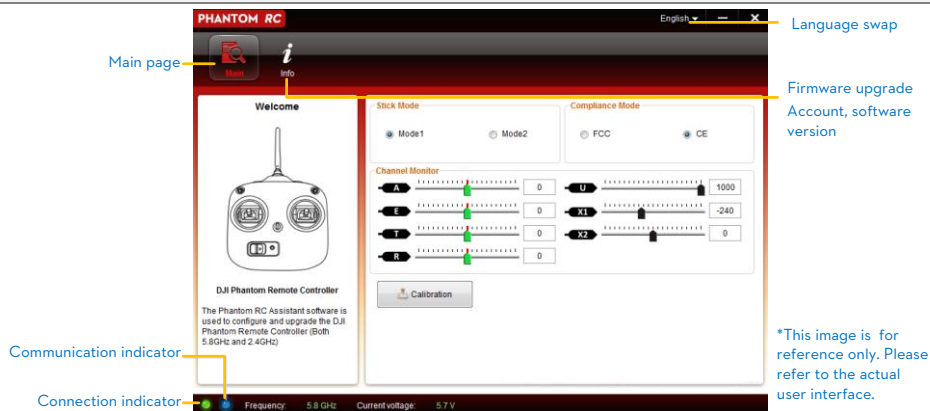 PHANTOM RC
English
Language swap
Main page
Main
Info
Firmware upgrade
Account, software
version
Welcome
DJI Phantom Remote Controller
The Phantom RC Assistant software is
used to configure and upgrade the DJI
Phantom Remote Controller (Both
5.8GHz and 2.4GHz)
Stick Mode
Mode1
Mode2
Compliance Mode
FCC
CE
Channel Monitor
A
0
E
0
T
0
R
0
U
1000
X1
-240
X2
0
Calibration
*This image is for
reference only. Please
refer to the actual
user interface.
Communication indicator
Connection indicator
Frequency: 5.8 GHz Current voltage: 5.7 V